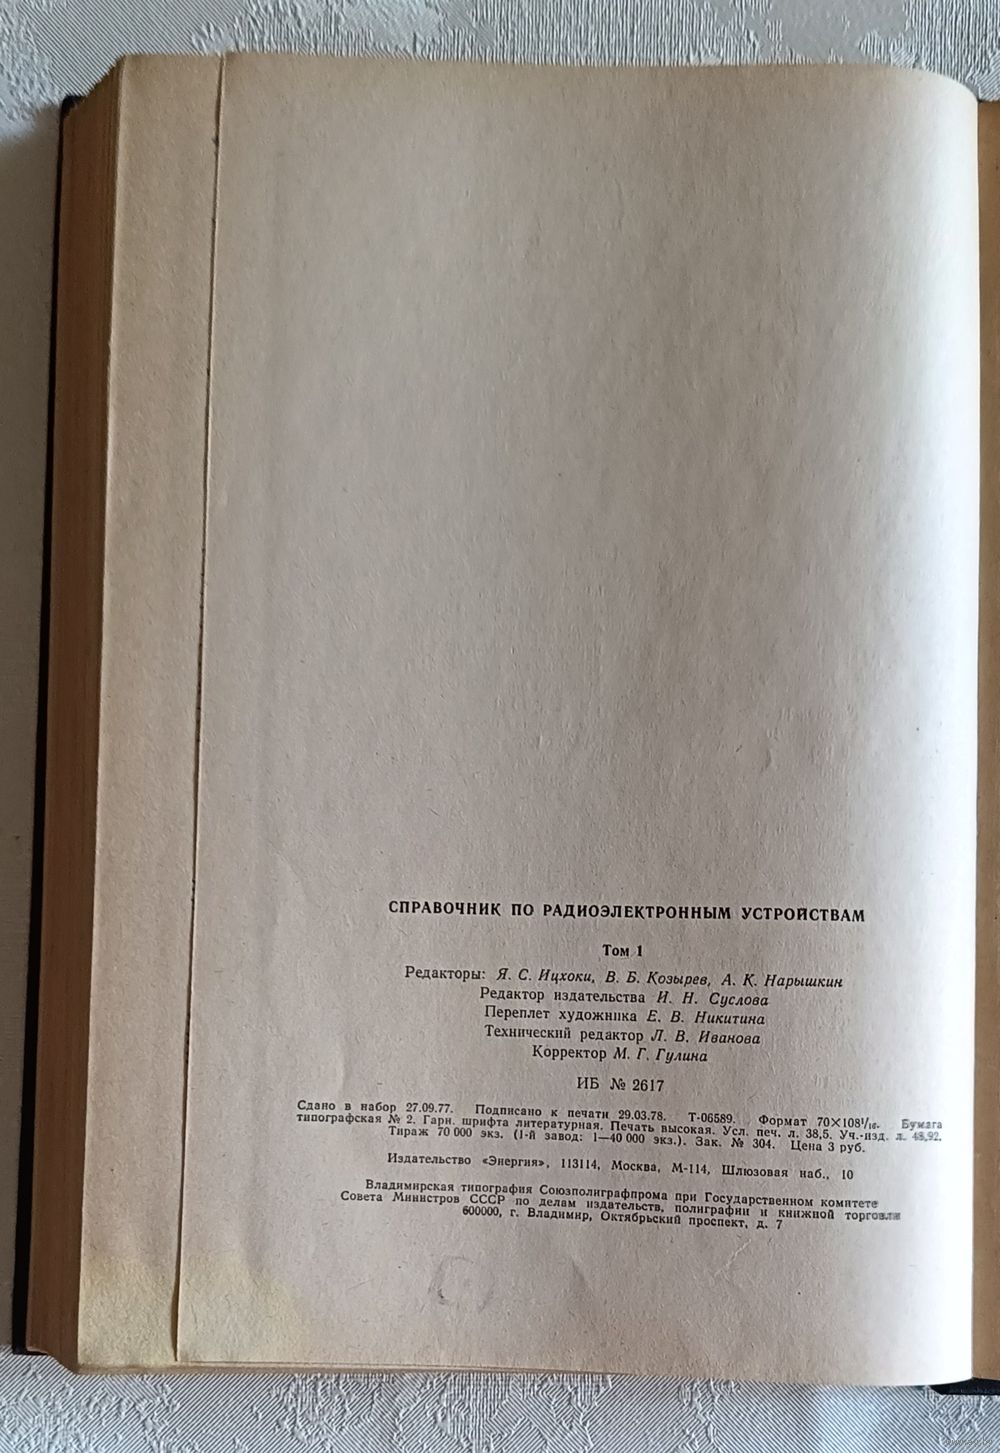 СПРАВОЧНИК ПО РАДИОЭЛЕКТРОННЫМ УСТРОЙСТВАМ
Том 1
Редакторы: Я. С. Ицхоки, В. Б. Козырев, А. К. Нарышкин
Редактор издательства И. Н. Суслова
Переплет художника Е. В. Никитина
Технический редактор Л. В. Иванова
Корректор М. Г. Гулина
ИБ № 2617
Сдано в набор 27.09.77. Подписано к печати 29.03.78. Т-06589. Формат 70×108¹/₁₆. Бумага
типографская № 2. Гарн. шрифта литературная. Печать высокая. Усл. печ. л. 38,5. Уч.-изд. л. 48,92.
Тираж 70 000 экз. (1-й завод: 1—40 000 экз.). Зак. № 304. Цена 3 руб.
Издательство «Энергия», 113114, Москва, М-114, Шлюзовая наб., 10
Владимирская типография Союзполиграфпрома при Государственном комитете
Совета Министров СССР по делам издательств, полиграфии и книжной торговли
600000, г. Владимир, Октябрьский проспект, д. 7